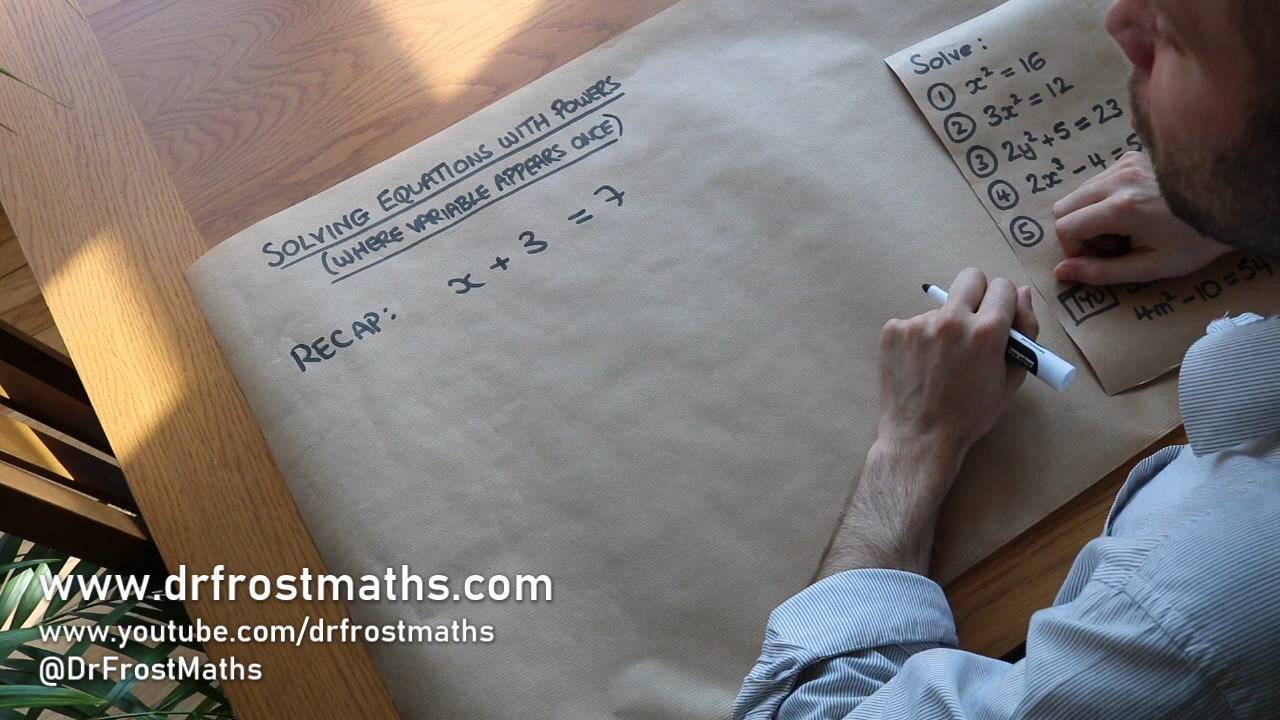 SOLVING EQUATIONS WITH POWERS
(WHERE VARIABLE APPEARS ONCE)
RECAP: x + 3 = 7
Solve:
① x² = 16
② 3x² = 12
③ 2y² + 5 = 23
④ 2x³ - 4 = 5
⑤
4m² - 10 = 54
www.drfrostmaths.com
www.youtube.com/drfrostmaths
@DrFrostMaths